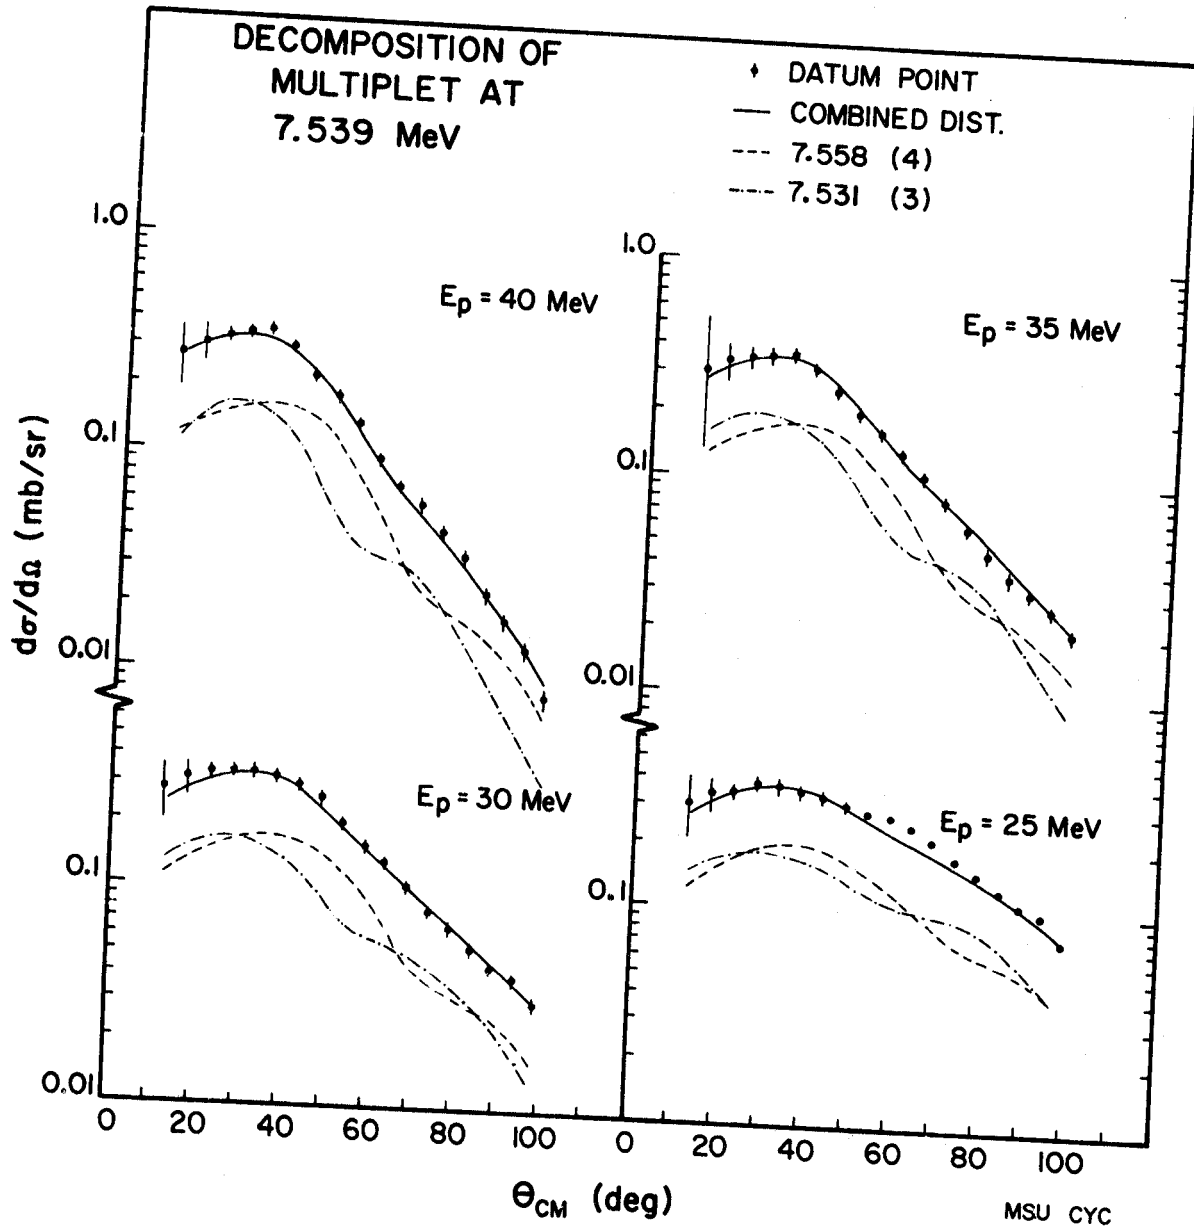 DECOMPOSITION OF
MULTIPLET AT
7.539 MeV
DATUM POINT
COMBINED DIST.
7.558 (4)
7.531 (3)
1.0
0.1
0.01
Ep = 40 MeV
1.0
0.1
0.01
Ep = 35 MeV
dσ/dΩ (mb/sr)
0.1
0.01
Ep = 30 MeV
0.1
Ep = 25 MeV
0 20 40 60 80 100
0 20 40 60 80 100
ΘCM (deg)
MSU CYC